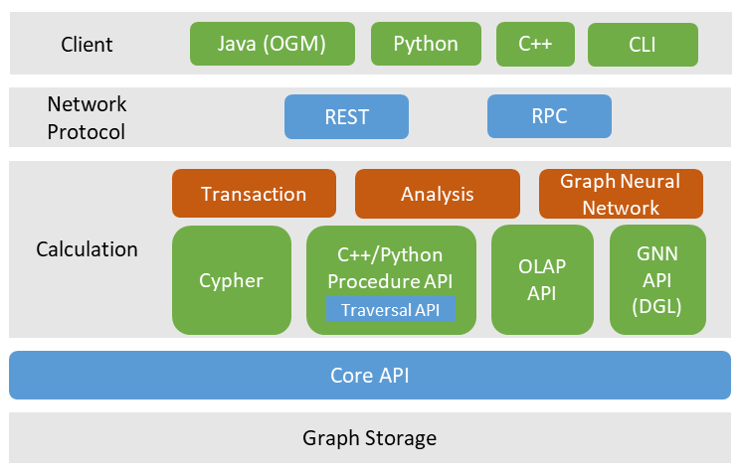 Client
Java (OGM)
Python
C++
CLI
Network
Protocol
REST
RPC
Calculation
Transaction
Analysis
Graph Neural
Network
Cypher
C++/Python
Procedure API
Traversal API
OLAP
API
GNN
API
(DGL)
Core API
Graph Storage